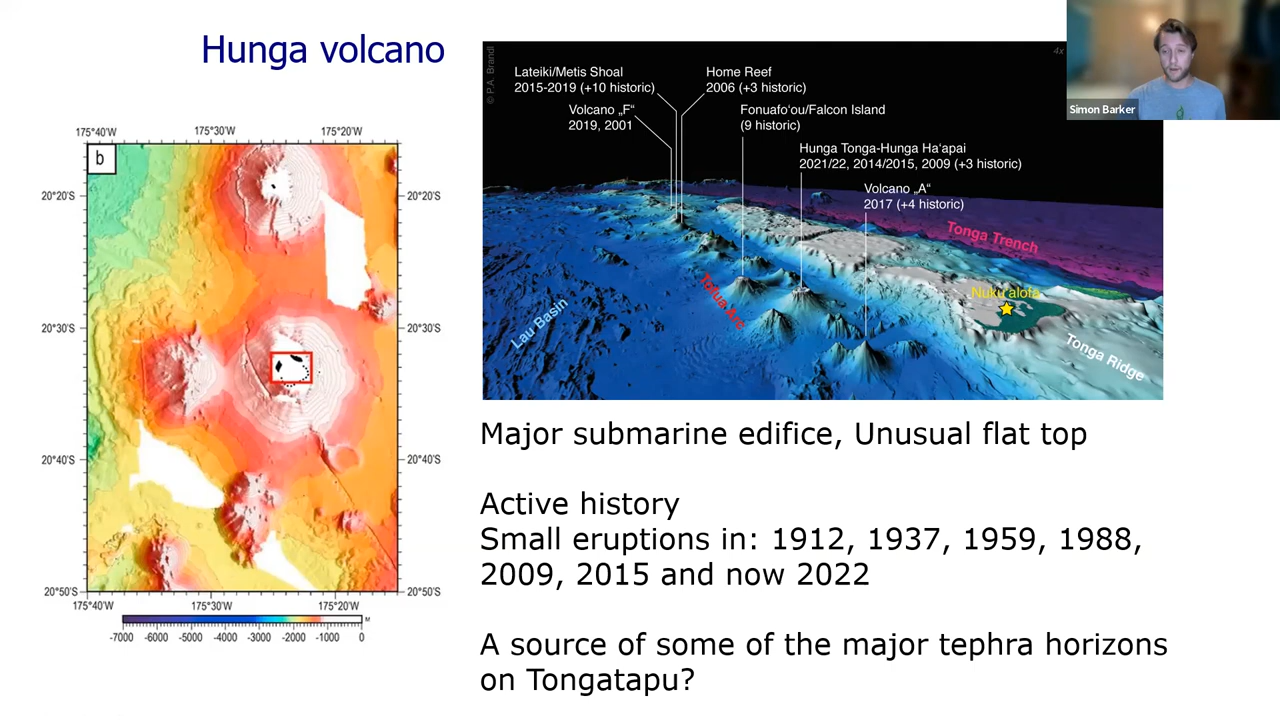 Hunga volcano
Simon Barker
© P.A. Brandl
4x
Lateiki/Metis Shoal
2015-2019 (+10 historic)
Home Reef
2006 (+3 historic)
Volcano „F“
2019, 2001
Fonuafo‘ou/Falcon Island
(9 historic)
Hunga Tonga-Hunga Ha‘apai
2021/22, 2014/2015, 2009 (+3 historic)
Volcano „A“
2017 (+4 historic)
Tonga Trench
Nuku‘alofa
Tofua Arc
Lau Basin
Tonga Ridge
175°40'W 175°30'W 175°20'W
b
20°20'S 20°20'S
20°30'S 20°30'S
20°40'S 20°40'S
20°50'S 20°50'S
175°40'W 175°30'W 175°20'W
M
-7000 -6000 -5000 -4000 -3000 -2000 -1000 0
Major submarine edifice, Unusual flat top
Active history
Small eruptions in: 1912, 1937, 1959, 1988,
2009, 2015 and now 2022
A source of some of the major tephra horizons
on Tongatapu?